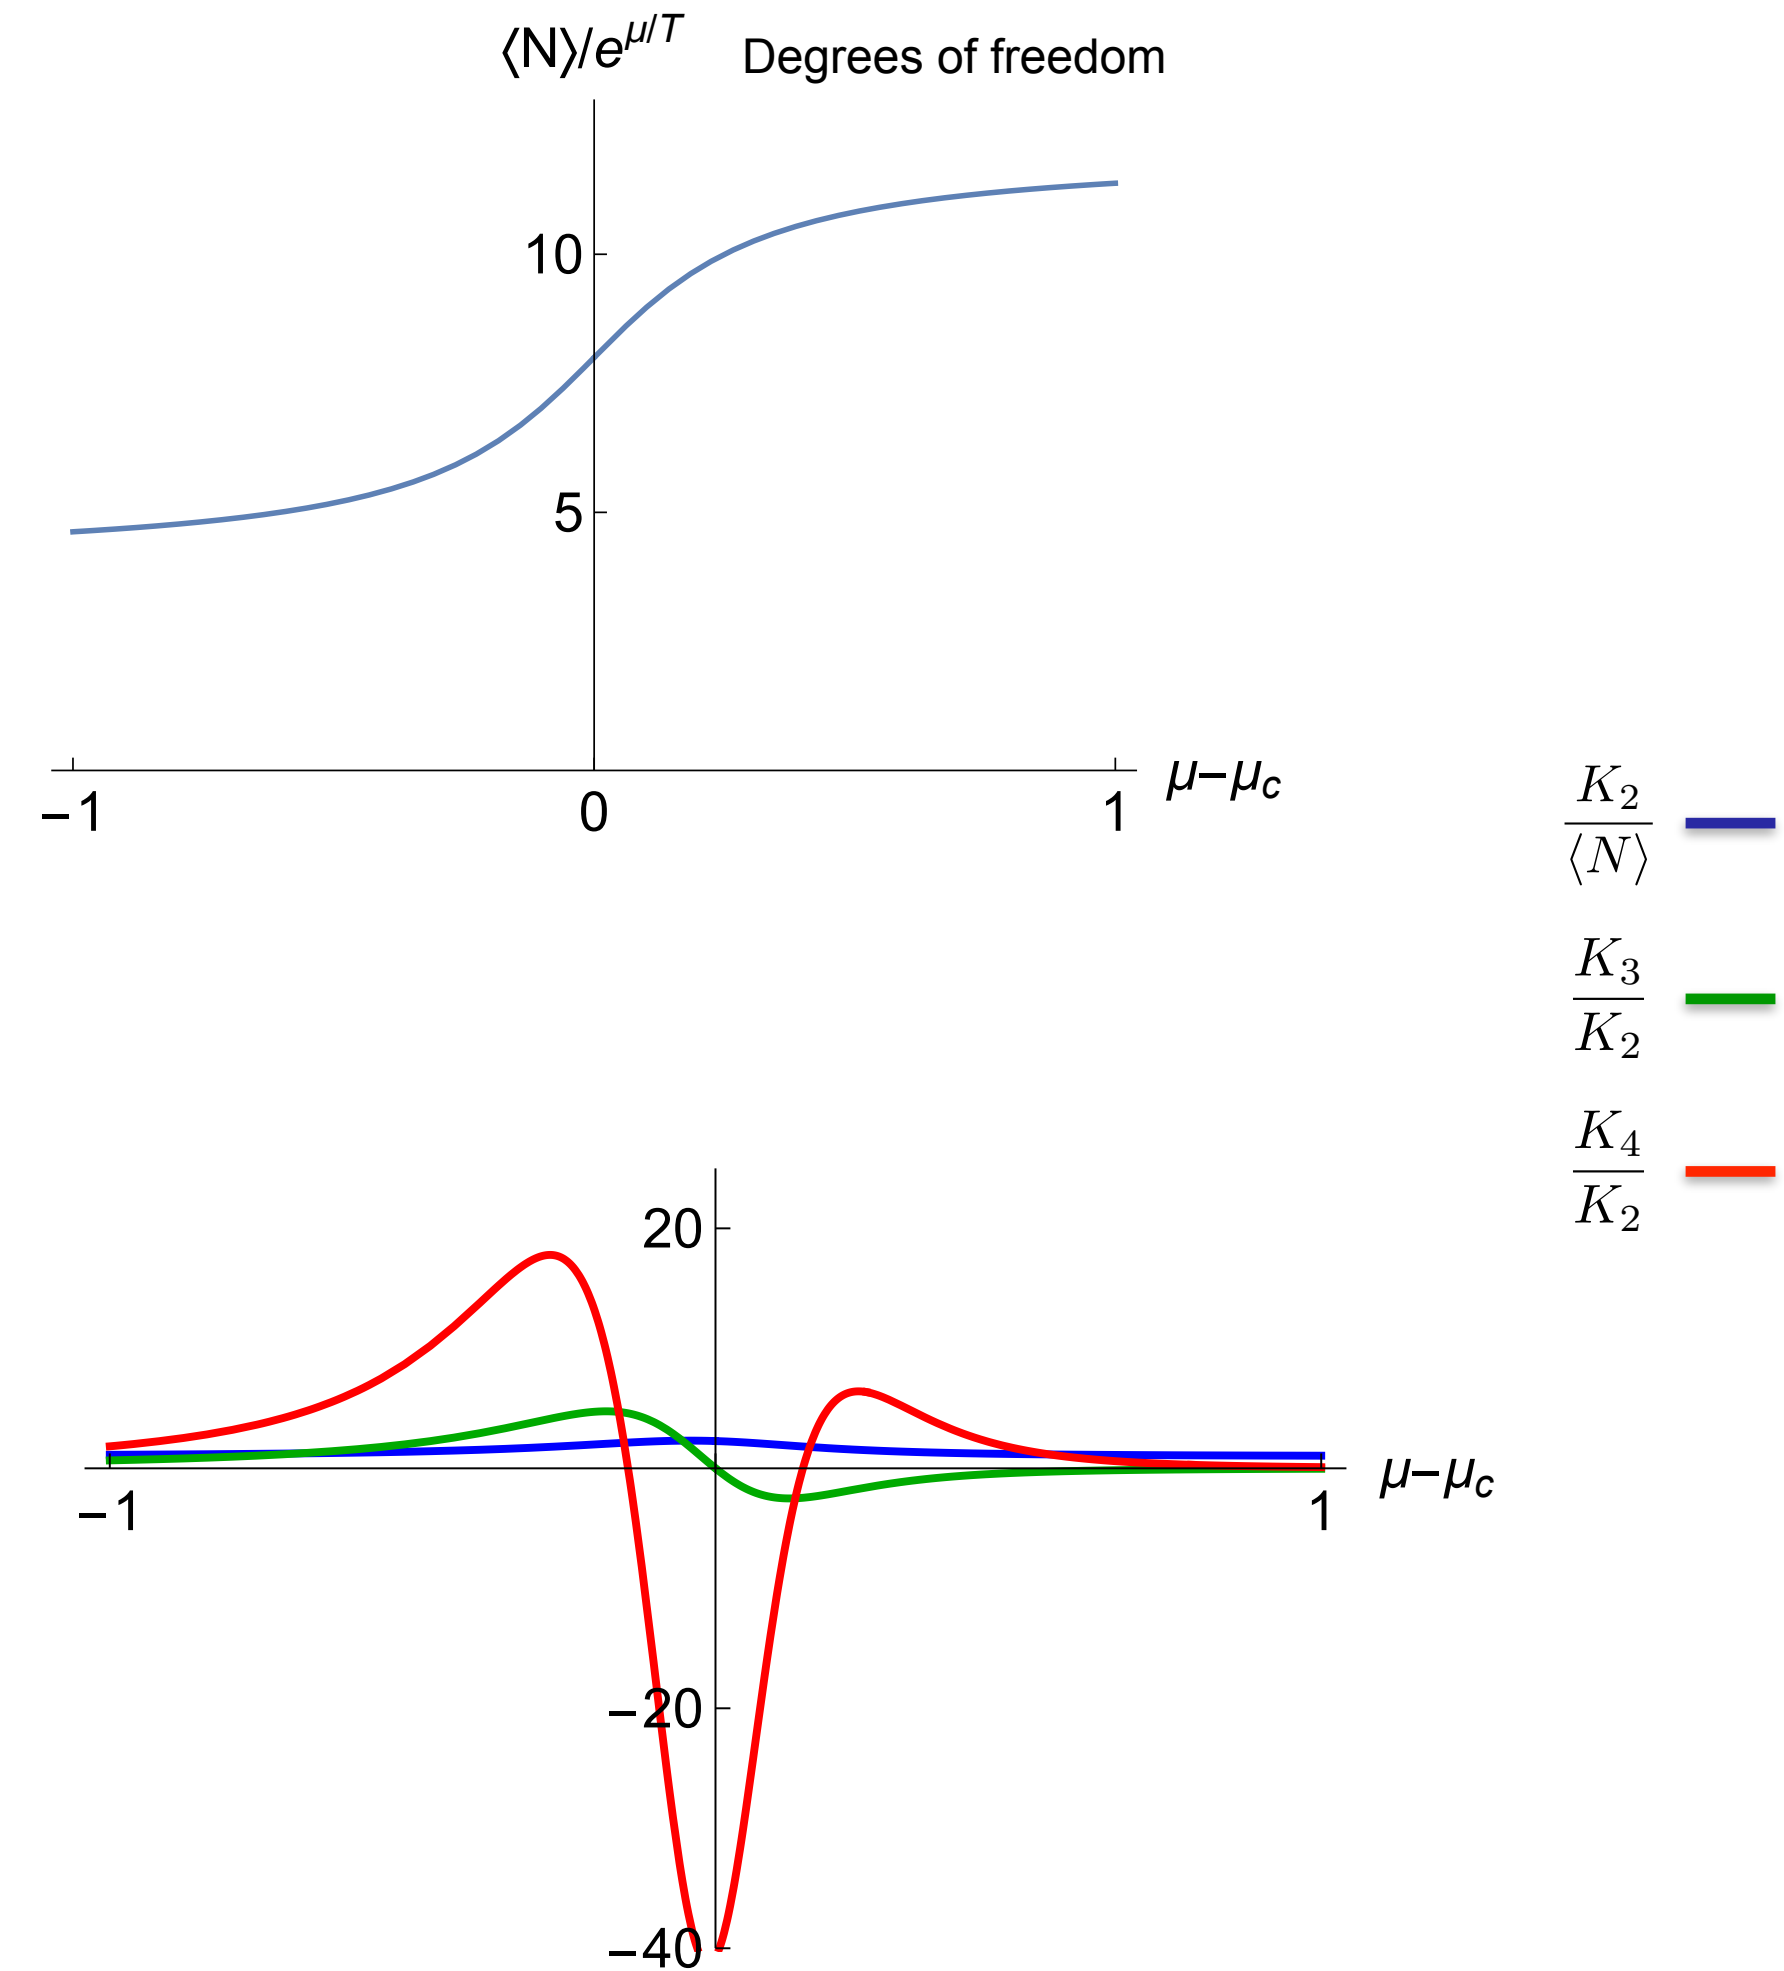 ⟨N⟩/e^{μ/T} Degrees of freedom
10
5
−1 0 1 μ−μ_c
K_2/⟨N⟩
K_3/K_2
K_4/K_2
20
−1 1 μ−μ_c
−20
−40